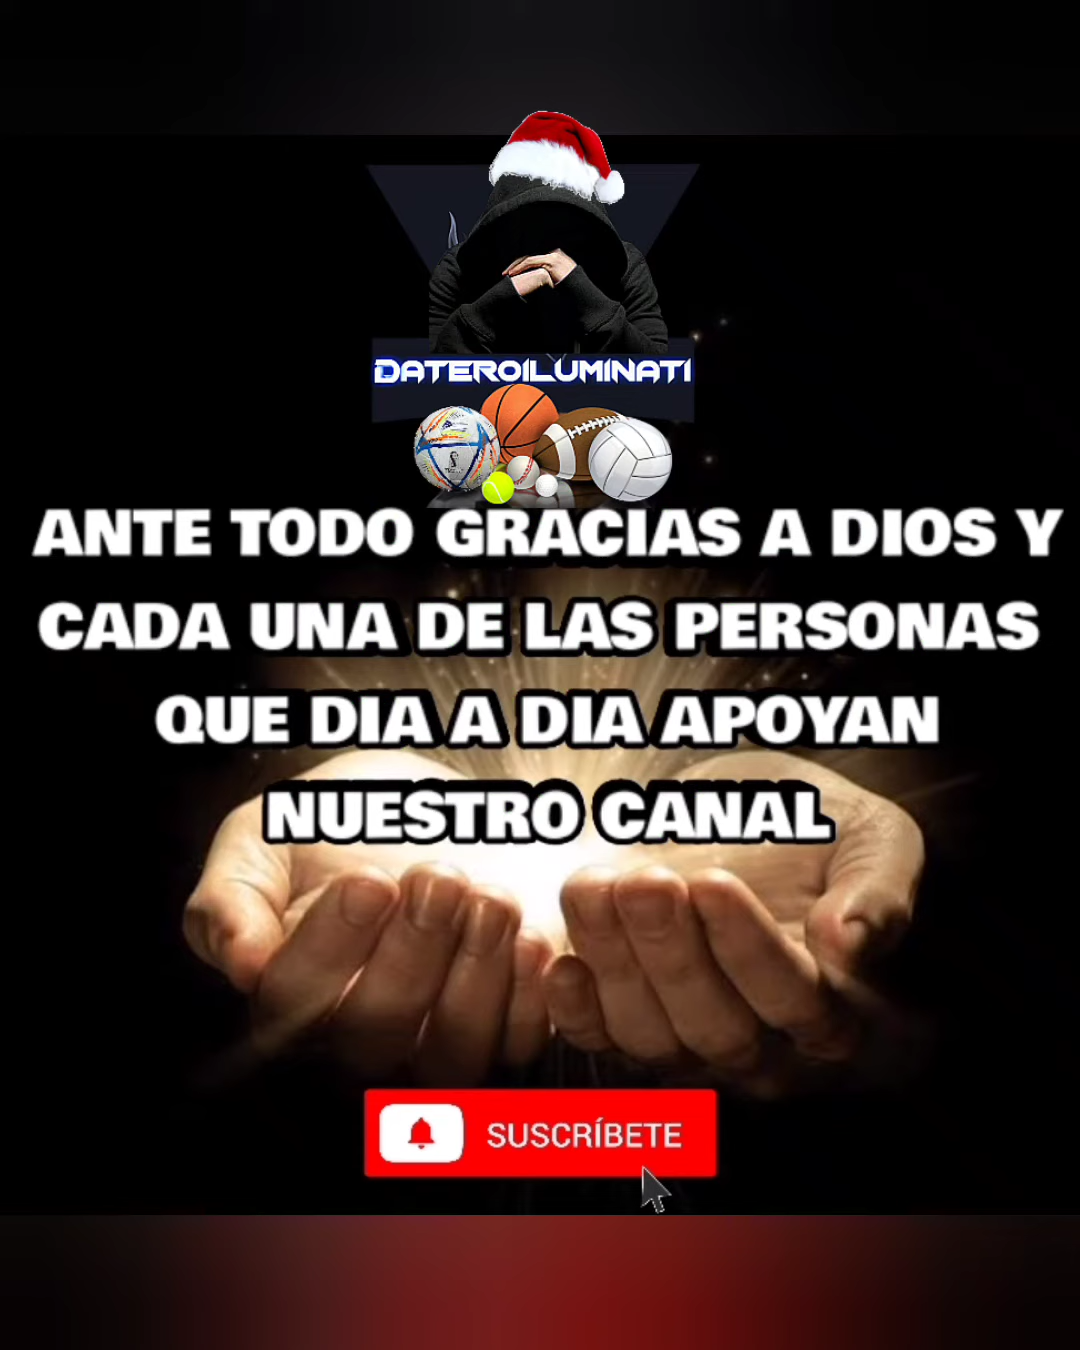 DATEROILUMINATI
ANTE TODO GRACIAS A DIOS Y
CADA UNA DE LAS PERSONAS
QUE DIA A DIA APOYAN
NUESTRO CANAL
SUSCRÍBETE